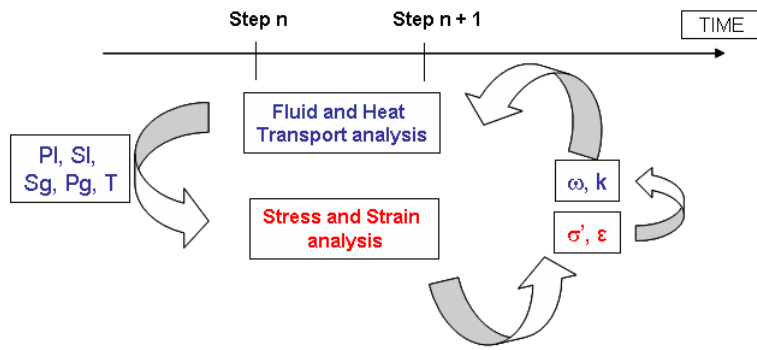 Step n
Step n + 1
TIME
Fluid and Heat
Transport analysis
Pl, Sl,
Sg, Pg, T
ω, k
Stress and Strain
analysis
σ’, ε